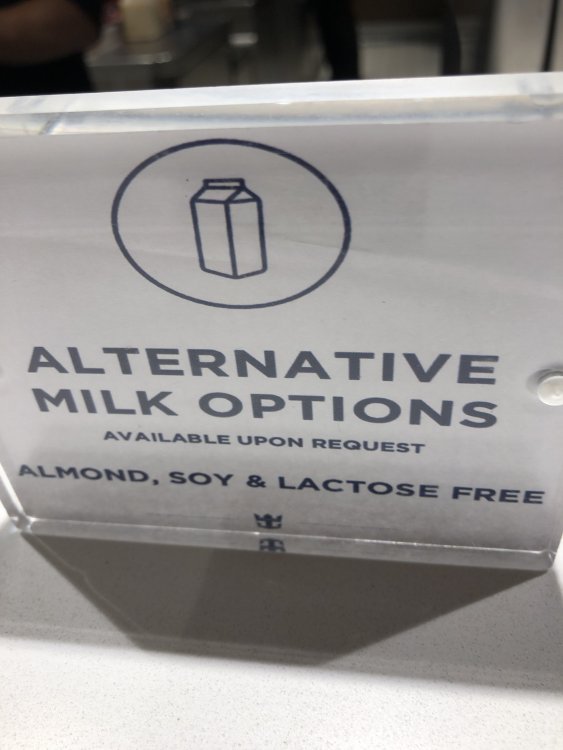 ALTERNATIVE
MILK OPTIONS
AVAILABLE UPON REQUEST
ALMOND, SOY & LACTOSE FREE